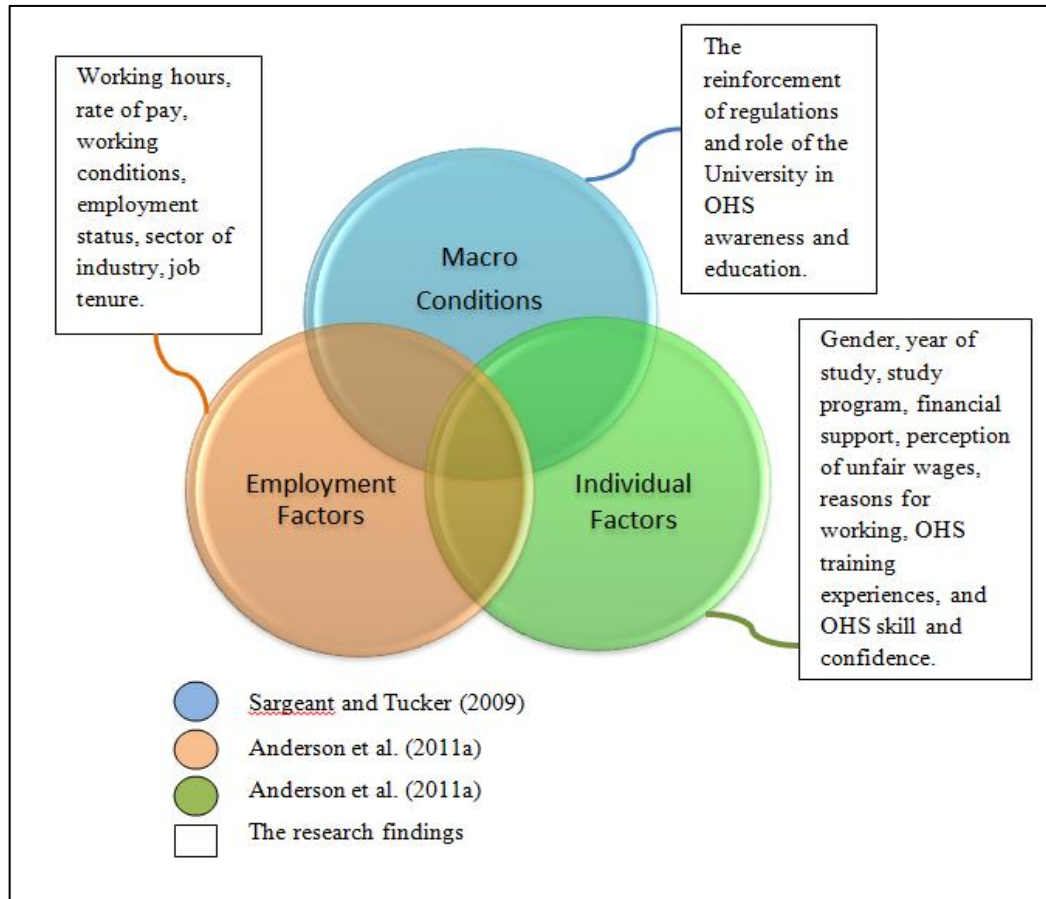 Working hours,
rate of pay,
working
conditions,
employment
status, sector of
industry, job
tenure.
The
reinforcement
of regulations
and role of the
University in
OHS
awareness and
education.
Macro
Conditions
Employment
Factors
Individual
Factors
Gender, year of
study, study
program, financial
support, perception
of unfair wages,
reasons for
working, OHS
training
experiences, and
OHS skill and
confidence.
Sargeant and Tucker (2009)
Anderson et al. (2011a)
Anderson et al. (2011a)
The research findings